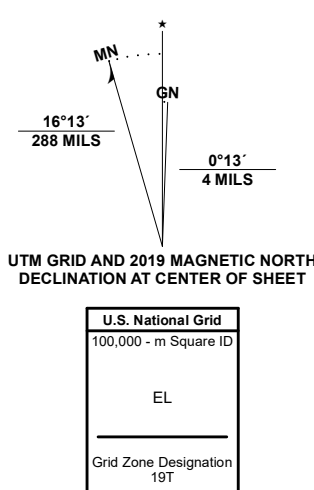 ★
MN
GN
16°13´
288 MILS
0°13´
4 MILS
UTM GRID AND 2019 MAGNETIC NORTH
DECLINATION AT CENTER OF SHEET
U.S. National Grid
100,000 - m Square ID
EL
Grid Zone Designation
19T